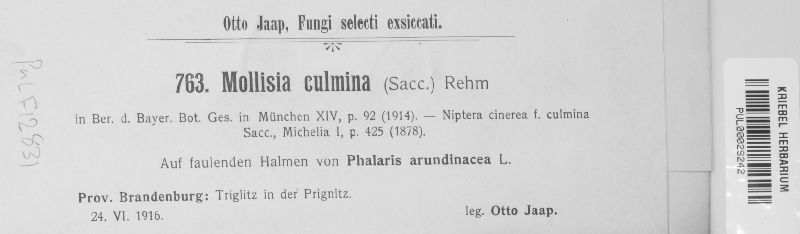 Otto Jaap, Fungi selecti exsiccati.
763. Mollisia culmina (Sacc.) Rehm
in Ber. d. Bayer. Bot. Ges. in München XIV, p. 92 (1914). — Niptera cinerea f. culmina
Sacc., Michelia I, p. 425 (1878).
Auf faulenden Halmen von Phalaris arundinacea L.
Prov. Brandenburg: Triglitz in der Prignitz.
24. VI. 1916.
leg. Otto Jaap.
PUL F12831
KRIEBEL HERBARIUM
PUL00029242